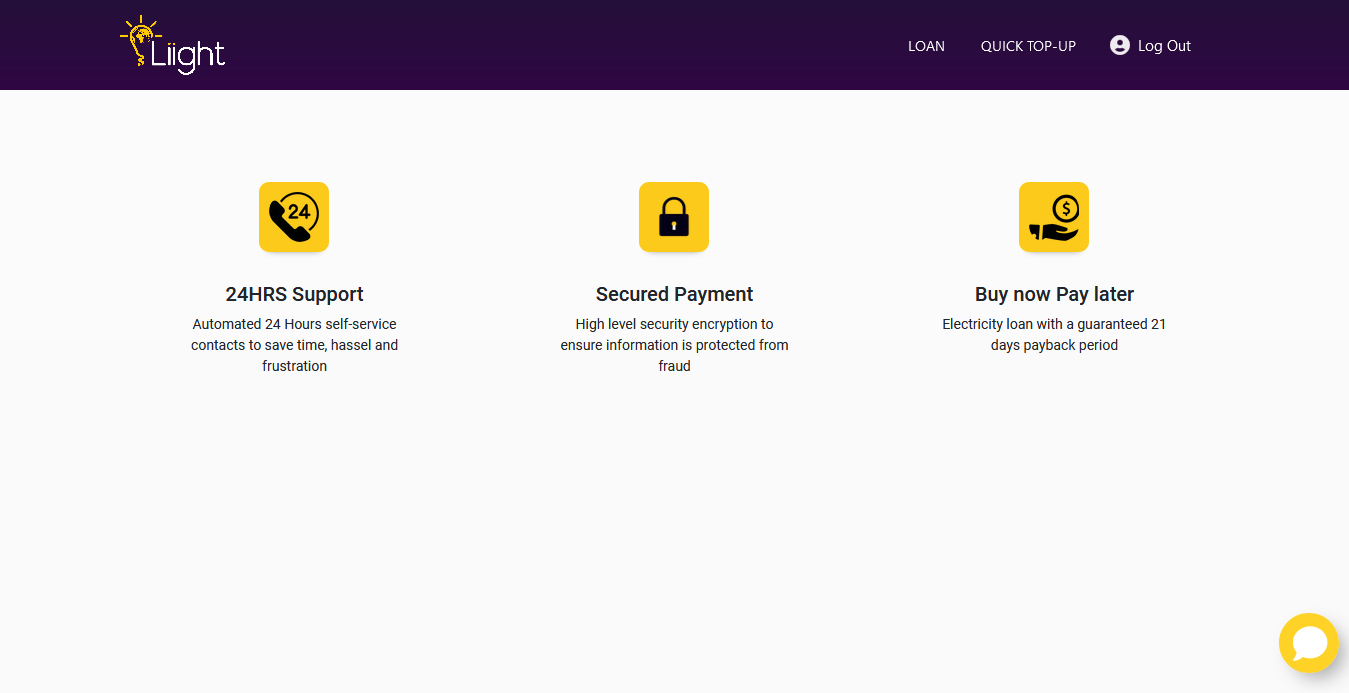 Liight
LOAN
QUICK TOP-UP
Log Out
24
$
24HRS Support
Automated 24 Hours self-service
contacts to save time, hassel and
frustration
Secured Payment
High level security encryption to
ensure information is protected from
fraud
Buy now Pay later
Electricity loan with a guaranteed 21
days payback period